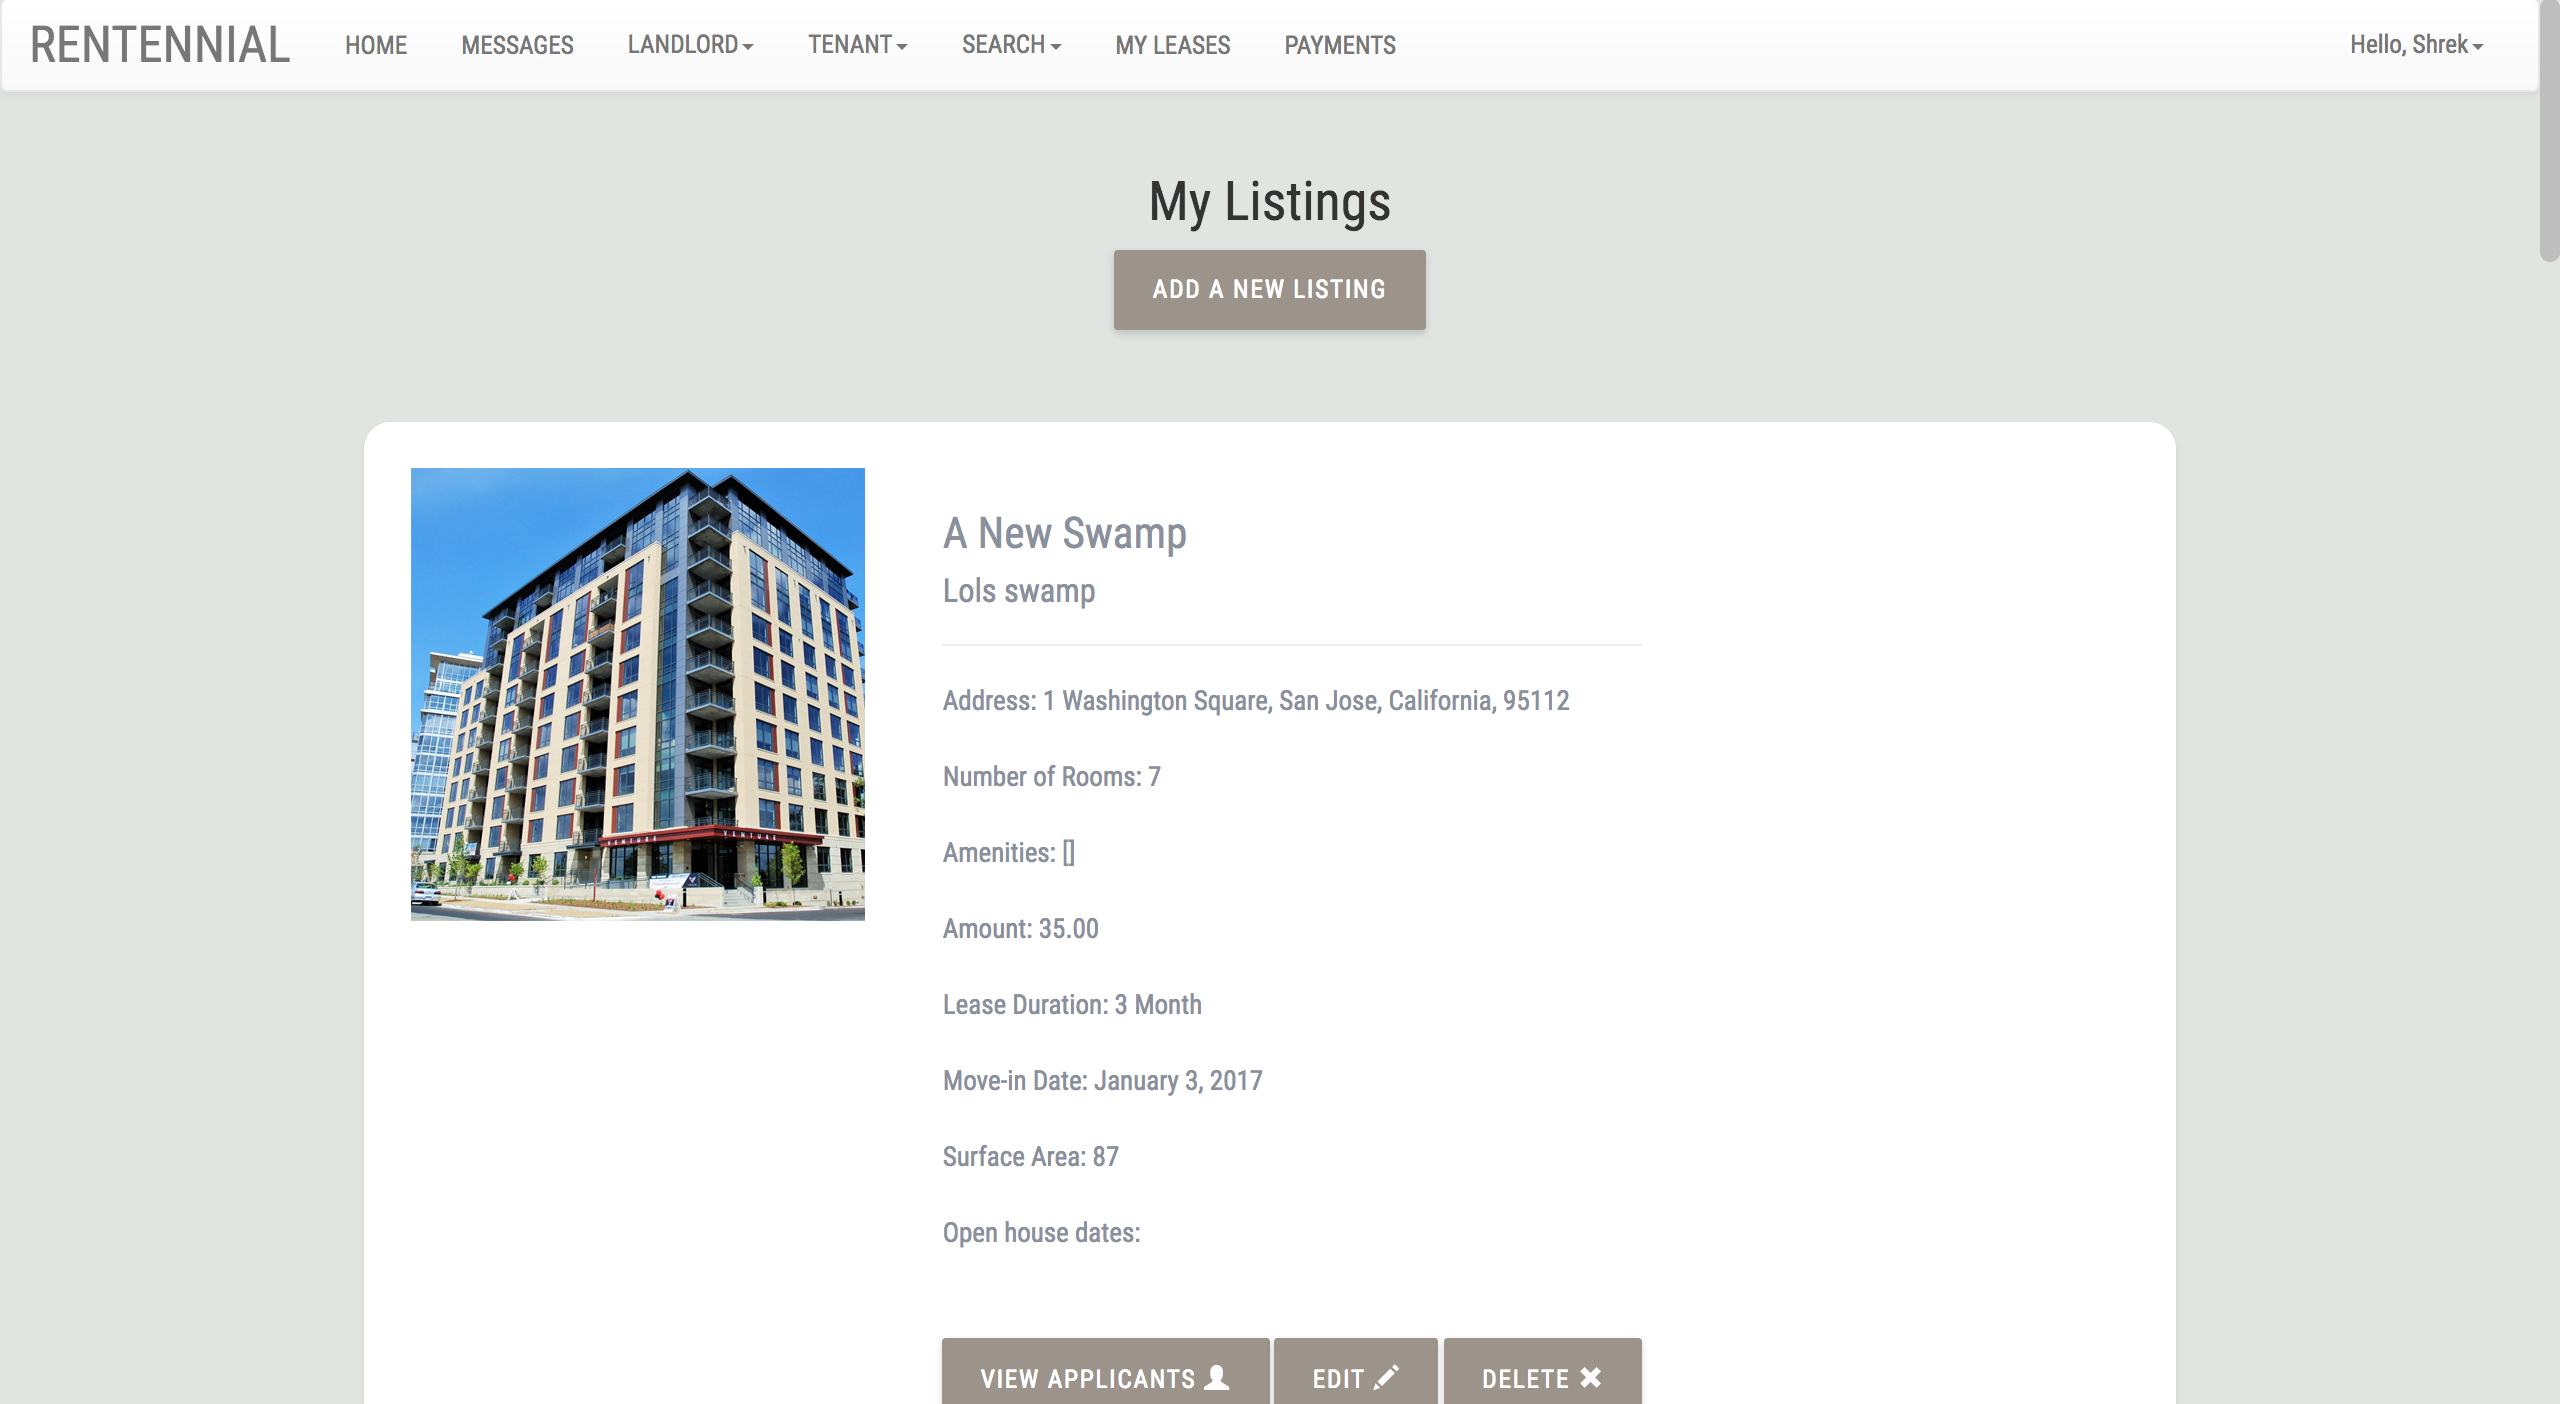 RENTENNIAL HOME MESSAGES LANDLORD TENANT SEARCH MY LEASES PAYMENTS Hello, Shrek
My Listings
ADD A NEW LISTING
A New Swamp
Lols swamp
Address: 1 Washington Square, San Jose, California, 95112
Number of Rooms: 7
Amenities: []
Amount: 35.00
Lease Duration: 3 Month
Move-in Date: January 3, 2017
Surface Area: 87
Open house dates:
VIEW APPLICANTS EDIT DELETE